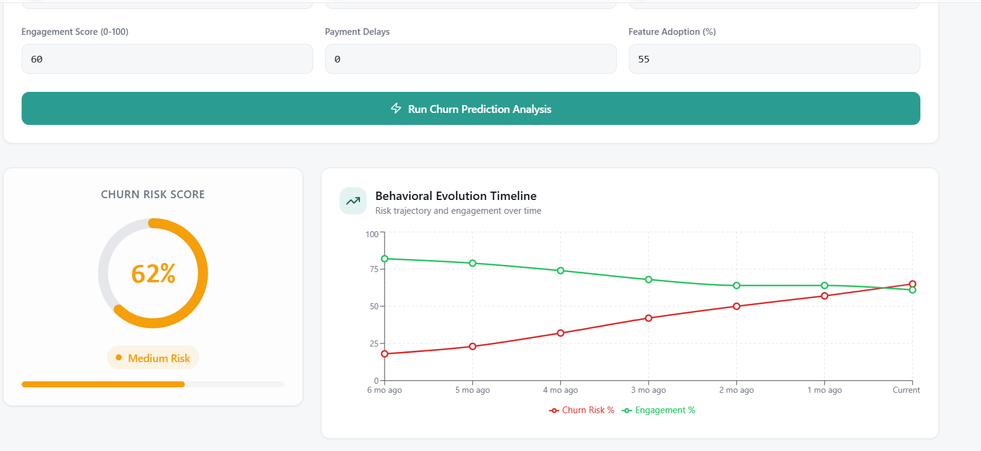 Engagement Score (0-100) Payment Delays Feature Adoption (%)
60 0 55
Run Churn Prediction Analysis
CHURN RISK SCORE
62%
Medium Risk
Behavioral Evolution Timeline
Risk trajectory and engagement over time
100
75
50
25
0
6 mo ago 5 mo ago 4 mo ago 3 mo ago 2 mo ago 1 mo ago Current
Churn Risk % Engagement %